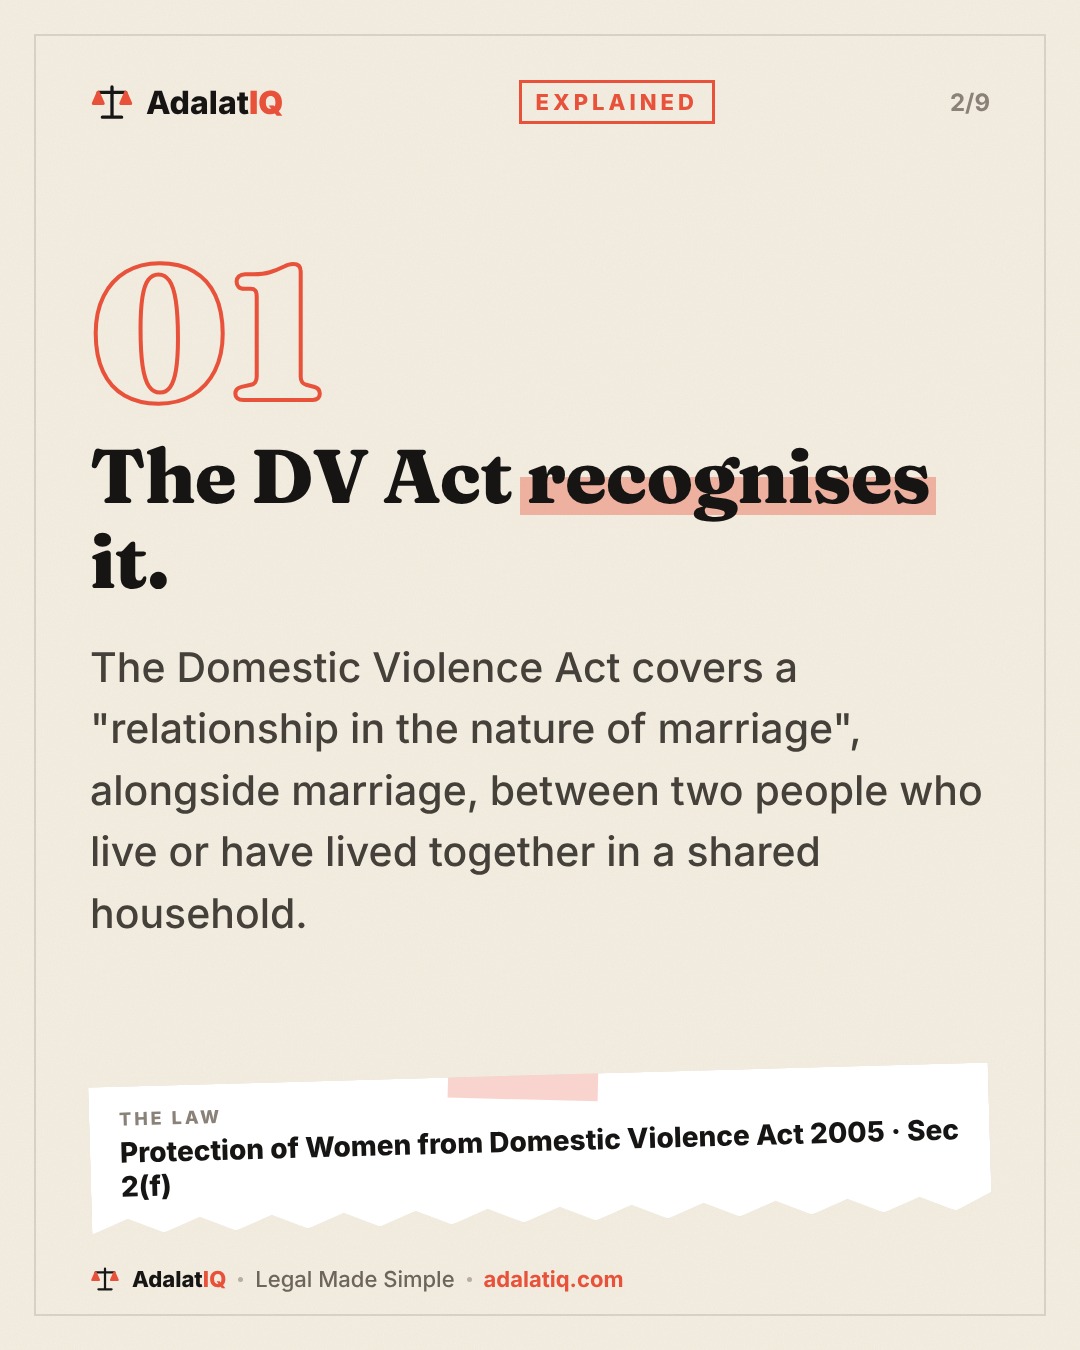 AdalatIQ
EXPLAINED
2/9
01
The DV Act recognises
it.
The Domestic Violence Act covers a
"relationship in the nature of marriage",
alongside marriage, between two people who
live or have lived together in a shared
household.
THE LAW
Protection of Women from Domestic Violence Act 2005 · Sec
2(f)
AdalatIQ • Legal Made Simple • adalatiq.com